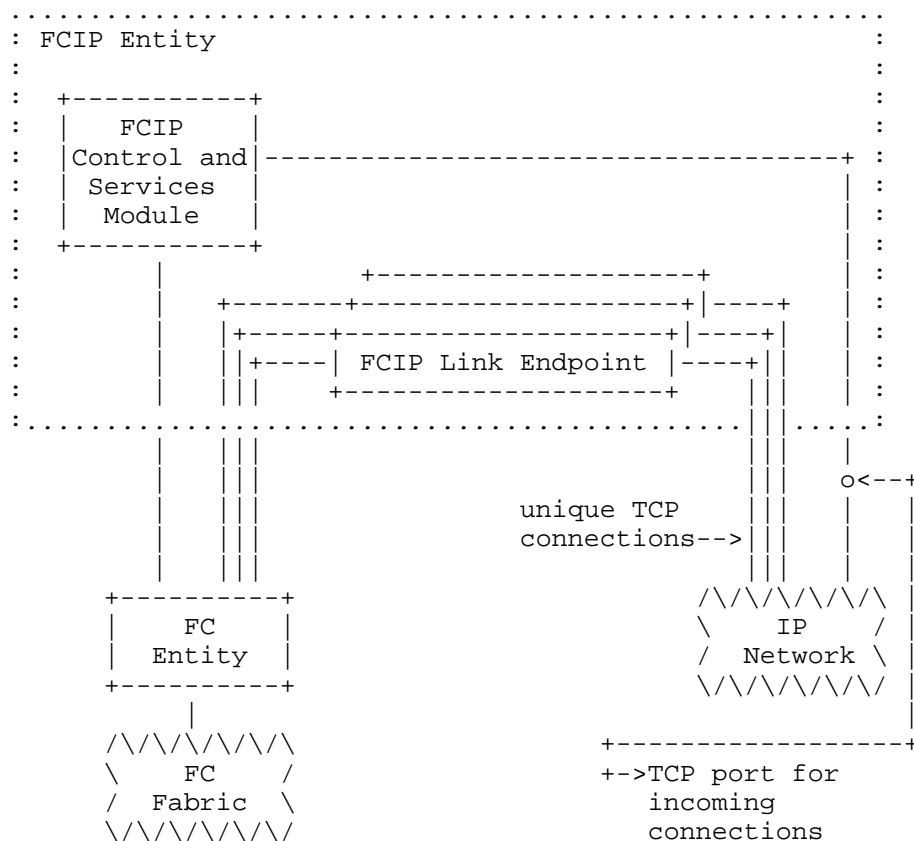 FCIP Entity
FCIP
Control and
Services
Module
FCIP Link Endpoint
o<--+
unique TCP
connections-->
FC
Entity
IP
Network
FC
Fabric
+->TCP port for
incoming
connections